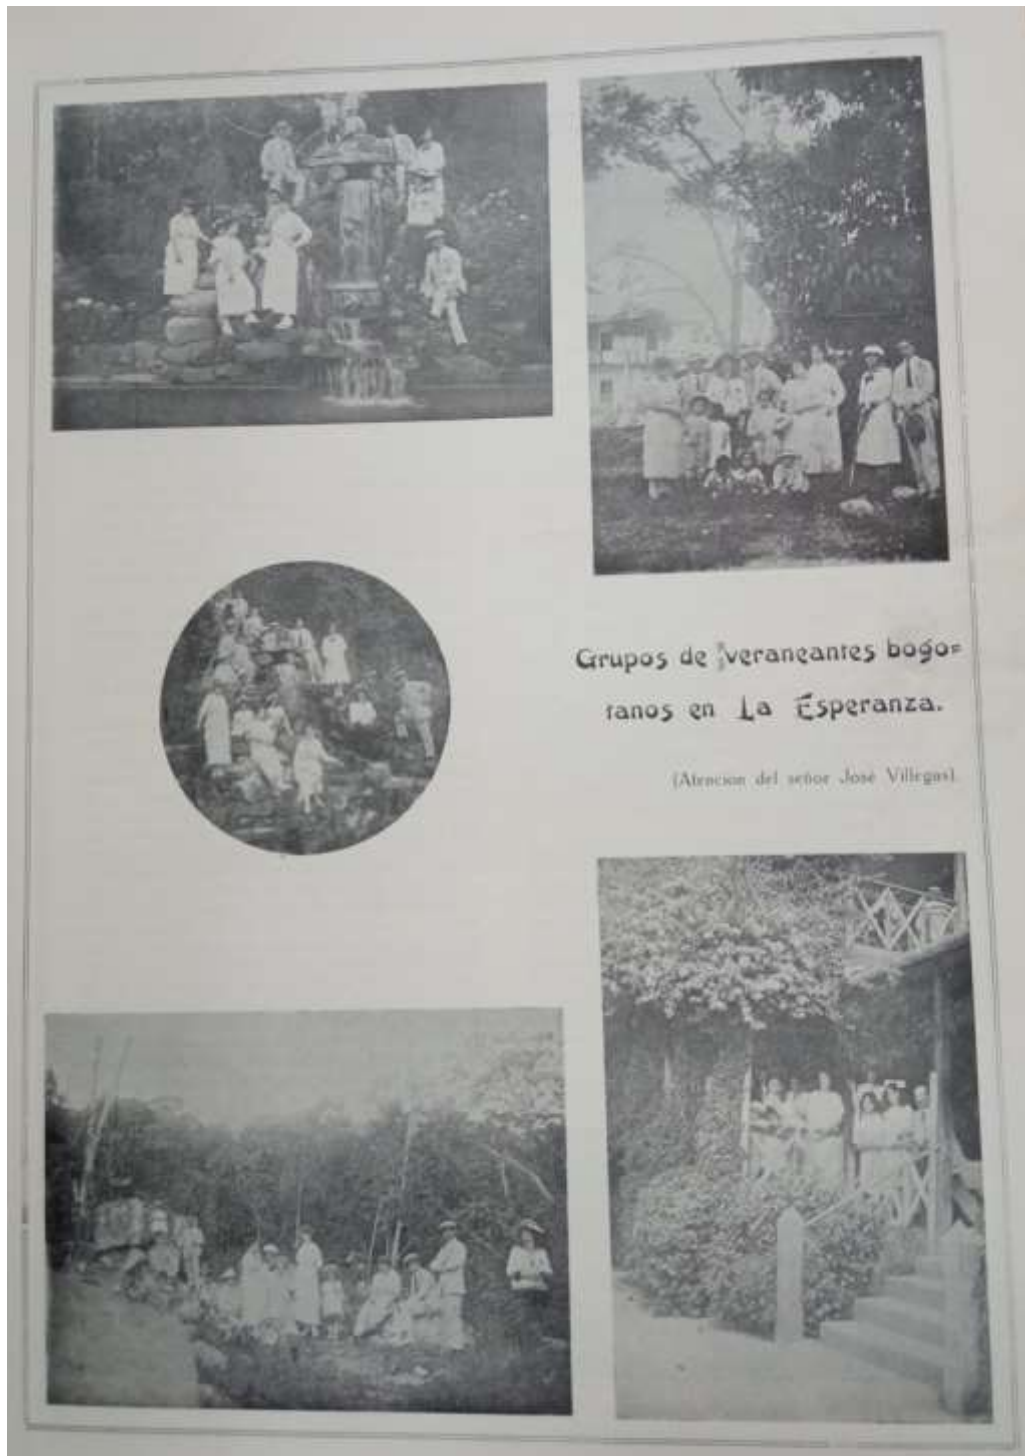 Grupos de veraneantes bogo=
tanos en La Esperanza.
(Atencion del señor José Villegas).